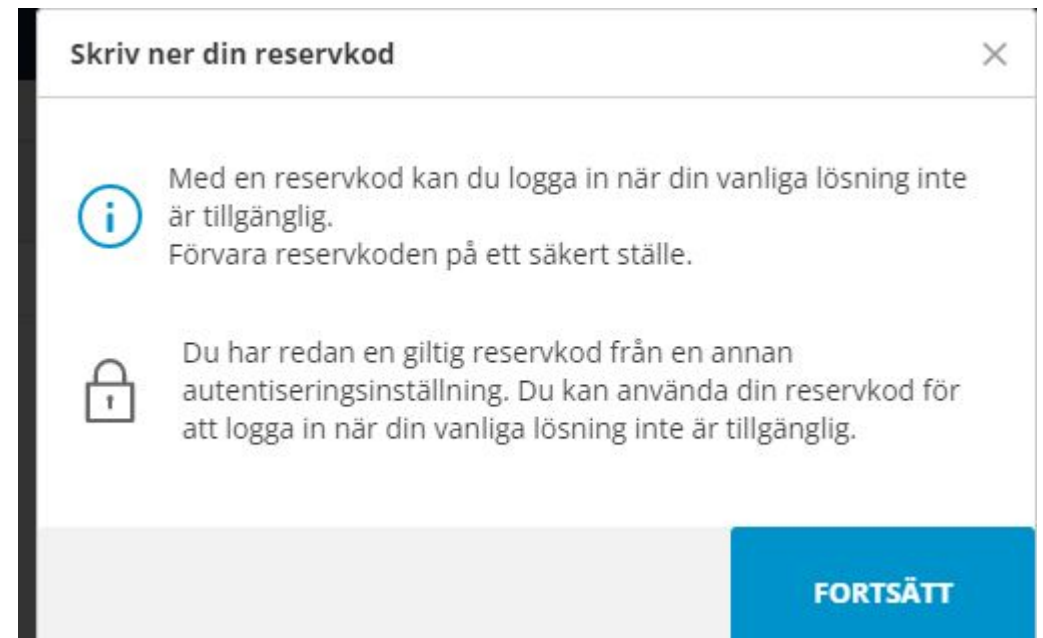 Skriv ner din reservkod
Med en reservkod kan du logga in när din vanliga lösning inte
är tillgänglig.
Förvara reservkoden på ett säkert ställe.
Du har redan en giltig reservkod från en annan
autentiseringsinställning. Du kan använda din reservkod för
att logga in när din vanliga lösning inte är tillgänglig.
FORTSÄTT